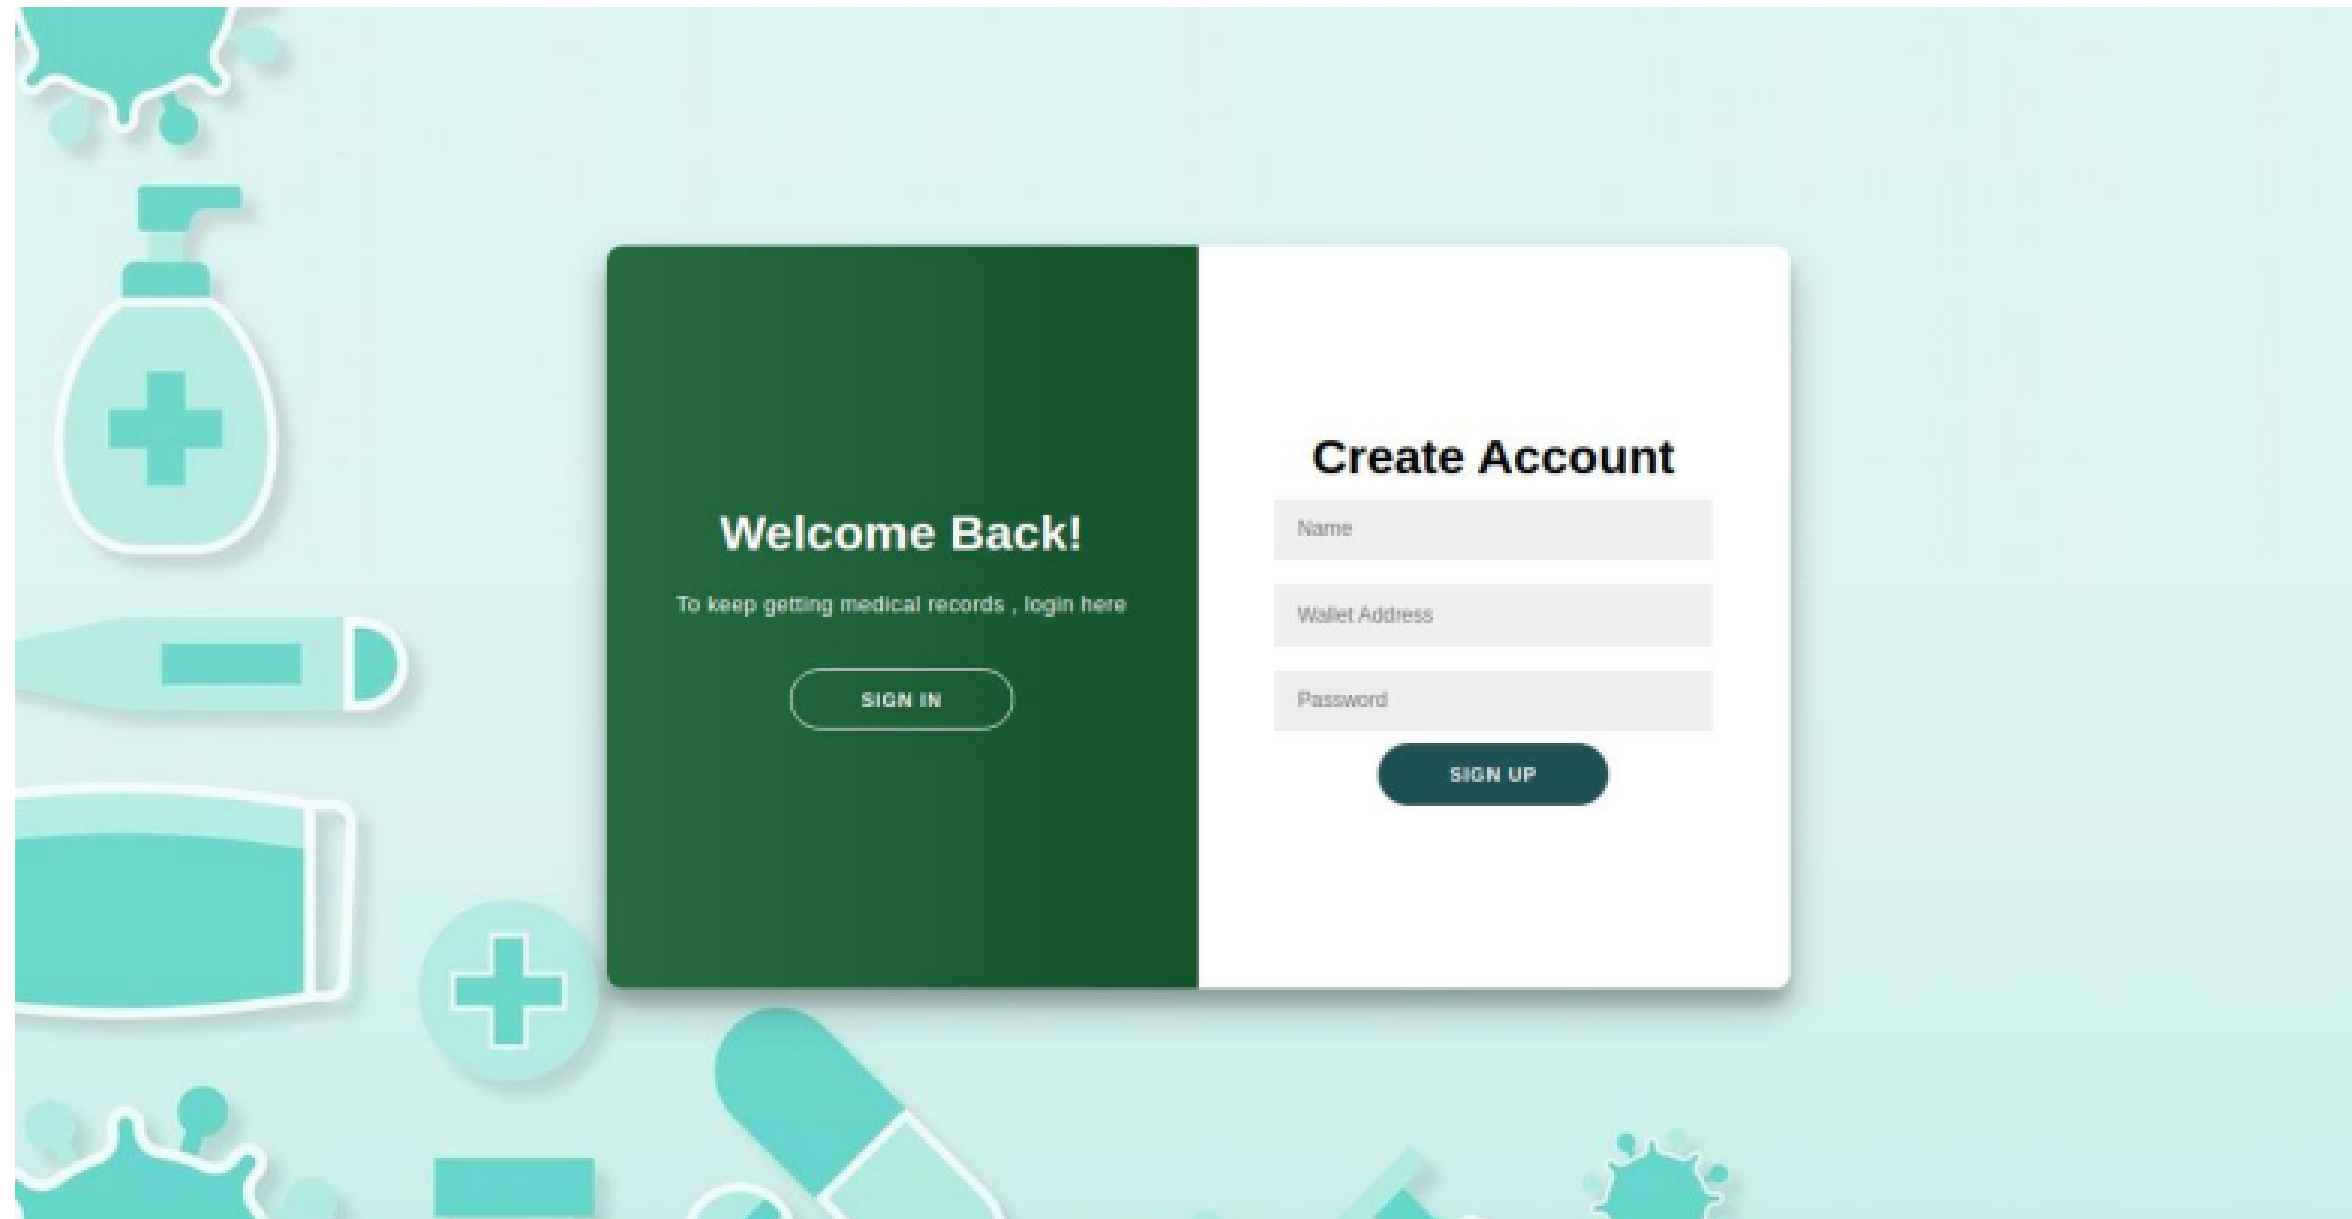 Welcome Back!
To keep getting medical records , login here
SIGN IN
Create Account
Name
Wallet Address
Password
SIGN UP